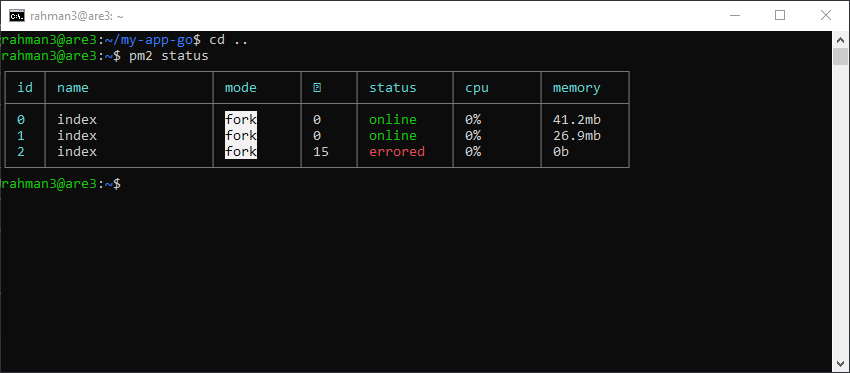 rahman3@are3: ~
rahman3@are3:~/my-app-go$ cd ..
rahman3@are3:~$ pm2 status
id name mode status cpu memory
0 index fork 0 online 0% 41.2mb
1 index fork 0 online 0% 26.9mb
2 index fork 15 errored 0% 0b
rahman3@are3:~$